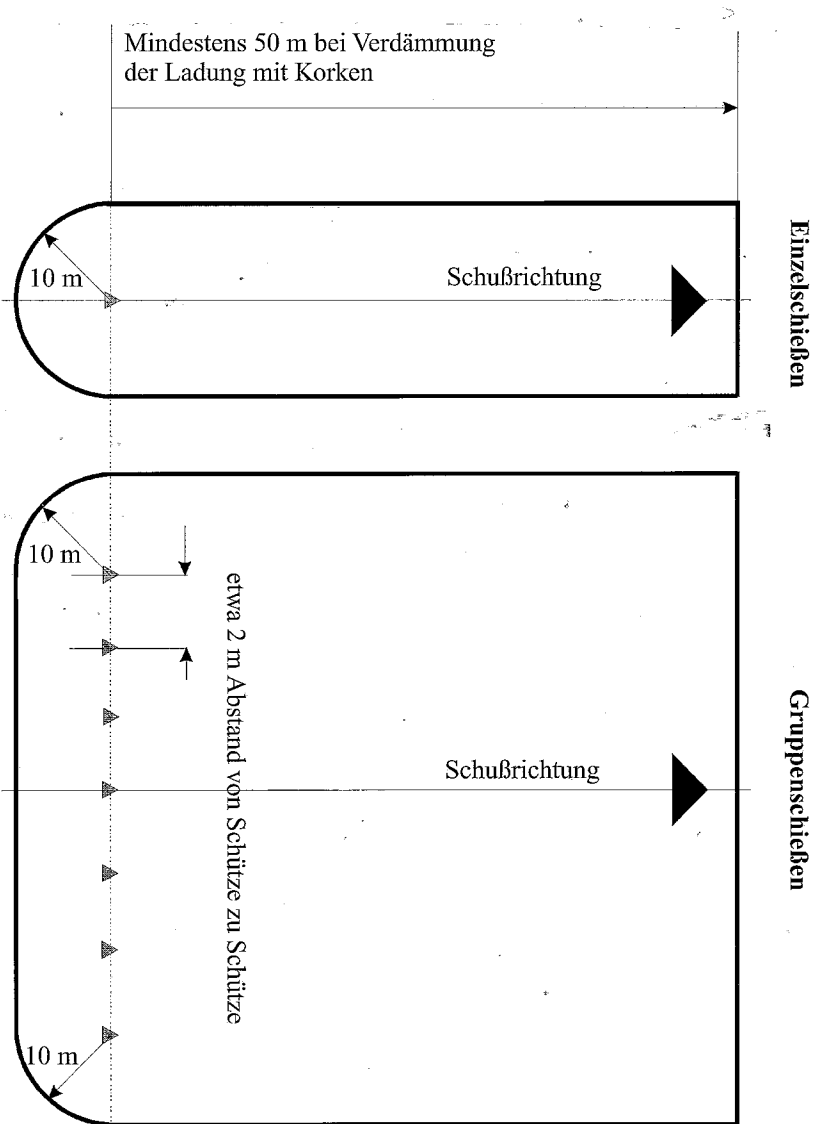 Mindestens 50 m bei Verdämmung
der Ladung mit Korken
Einzelschießen
10 m
Schußrichtung
Gruppenschießen
10 m
etwa 2 m Abstand von Schütze zu Schütze
Schußrichtung
10 m